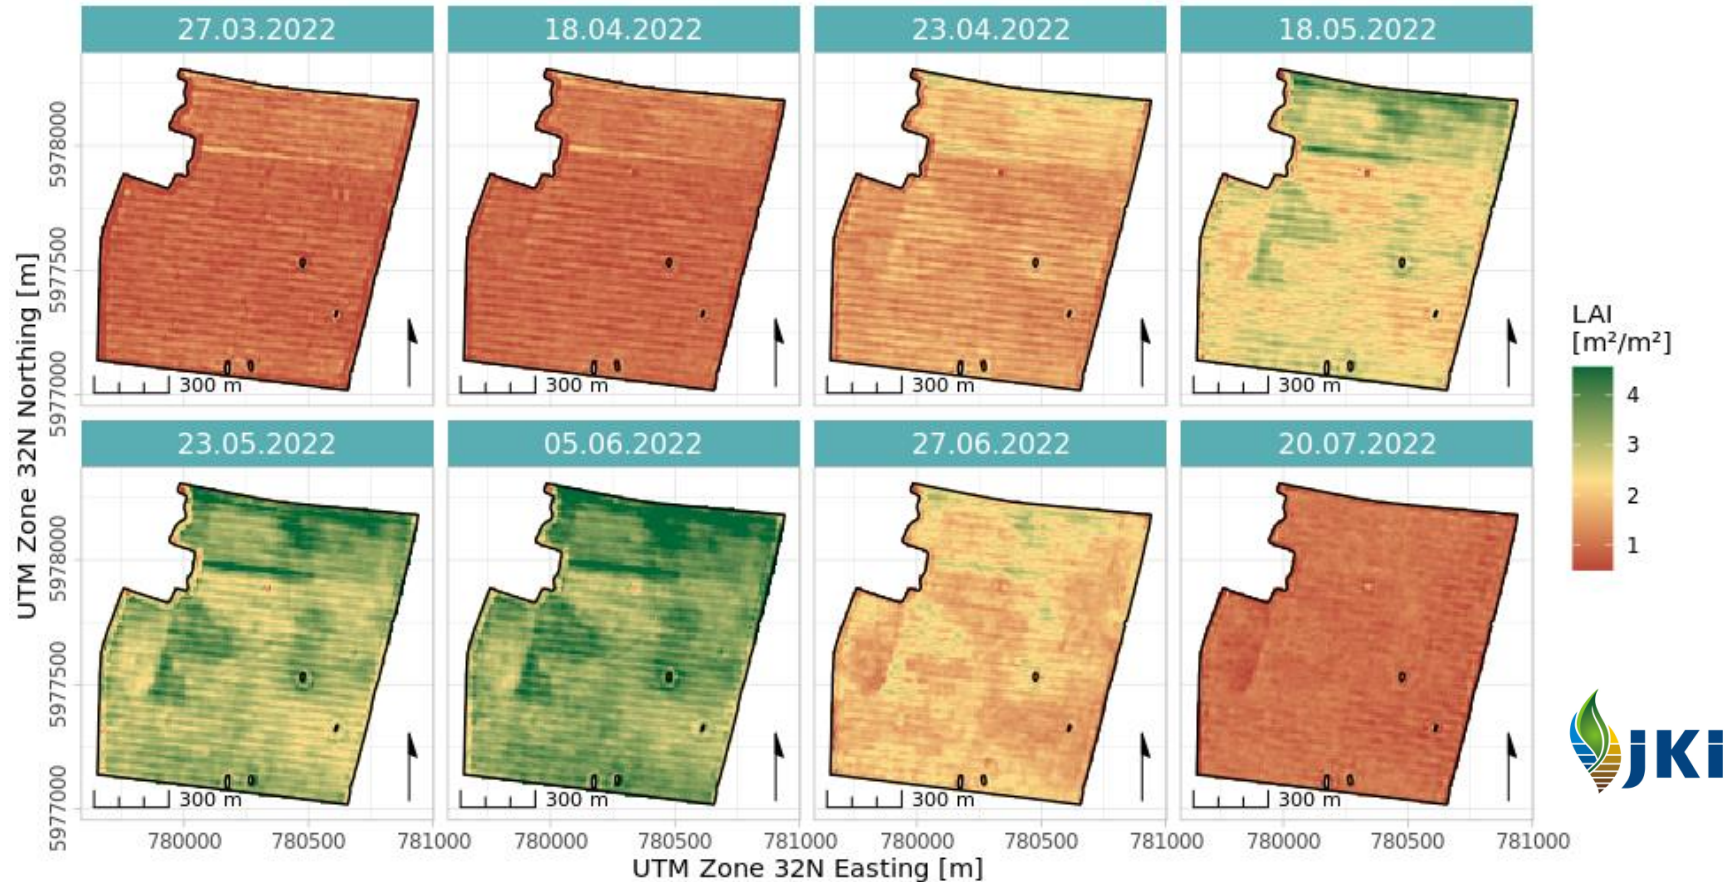 27.03.2022 18.04.2022 23.04.2022 18.05.2022
5978000
5977500
5977000
300 m 300 m 300 m 300 m
23.05.2022 05.06.2022 27.06.2022 20.07.2022
5978000
5977500
5977000
300 m 300 m 300 m 300 m
780000 780500 781000 780000 780500 781000 780000 780500 781000 780000 780500 781000
UTM Zone 32N Easting [m]
UTM Zone 32N Northing [m]
LAI
[m²/m²]
4
3
2
1
JKI